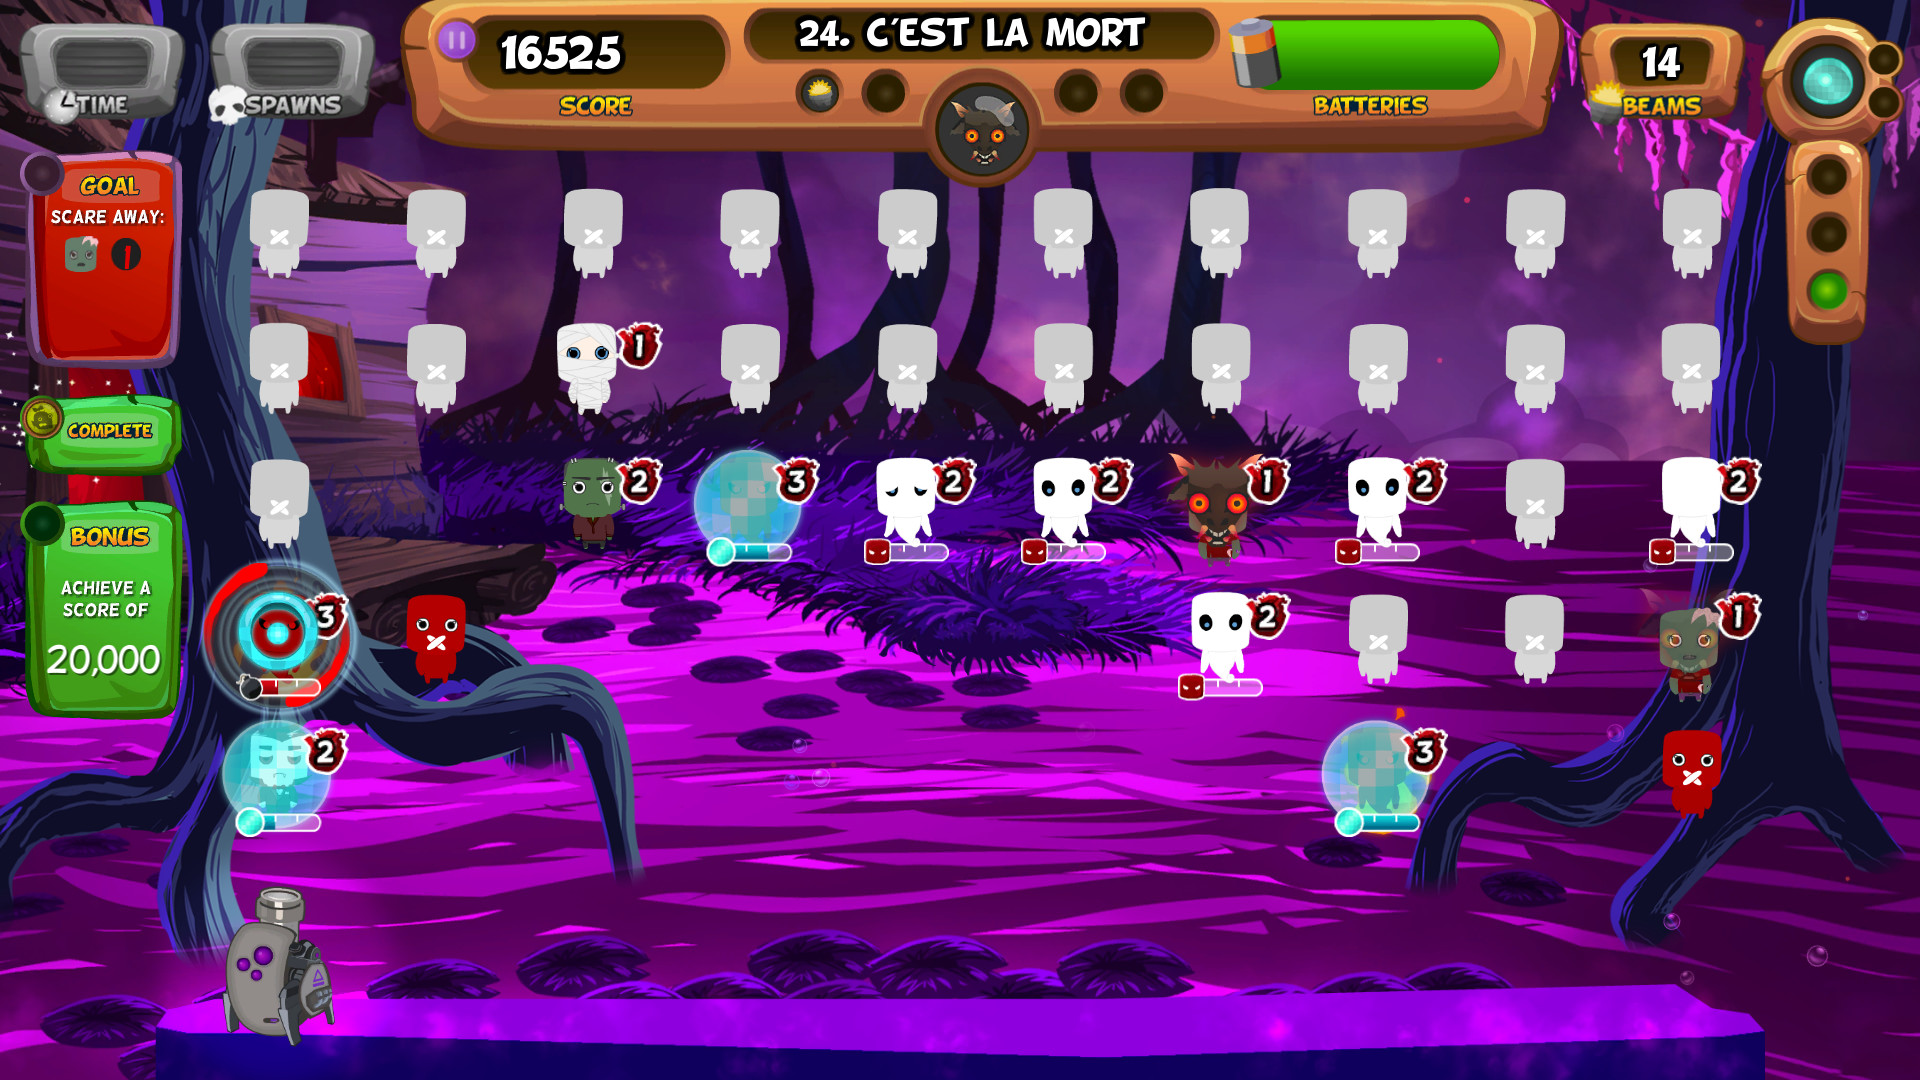 TIME
SPAWNS
16525
SCORE
24. C'EST LA MORT
BATTERIES
14
BEAMS
GOAL
SCARE AWAY:
COMPLETE
BONUS
ACHIEVE A
SCORE OF
20,000
1
2
3
2
2
1
2
2
3
2
1
2
3